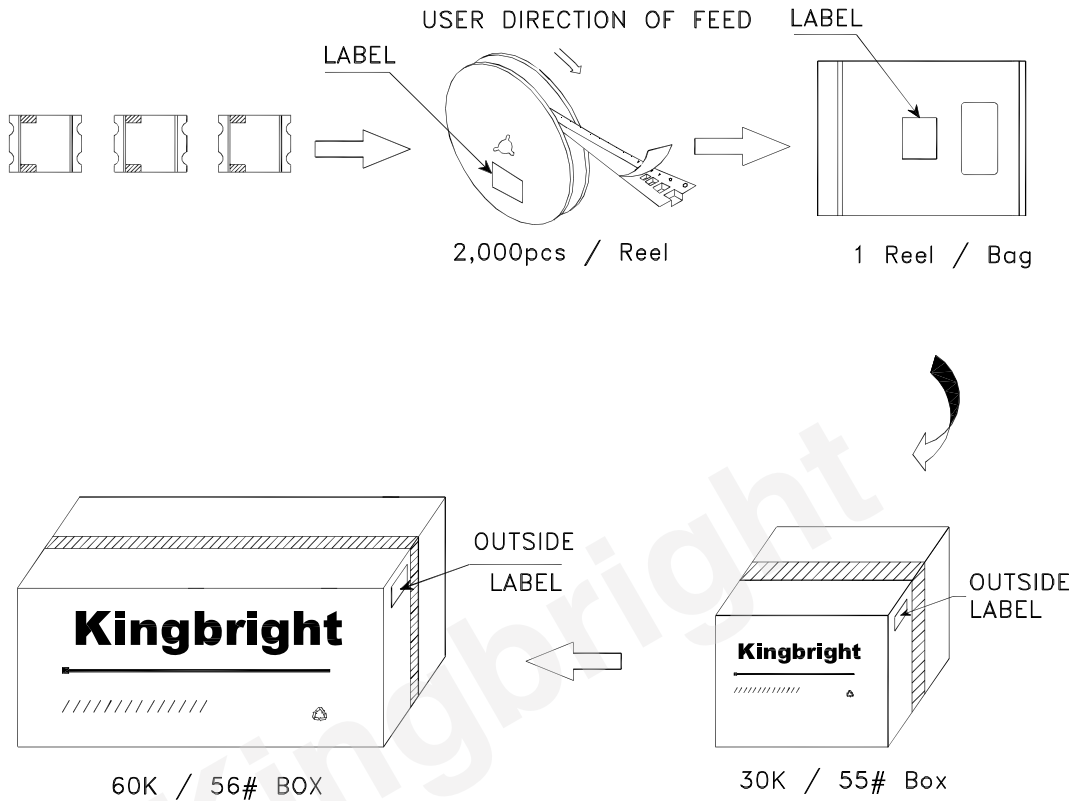 USER DIRECTION OF FEED
LABEL
LABEL
2,000pcs / Reel
1 Reel / Bag
OUTSIDE
LABEL
OUTSIDE
LABEL
Kingbright
Kingbright
60K / 56# BOX
30K / 55# Box
Kingbright